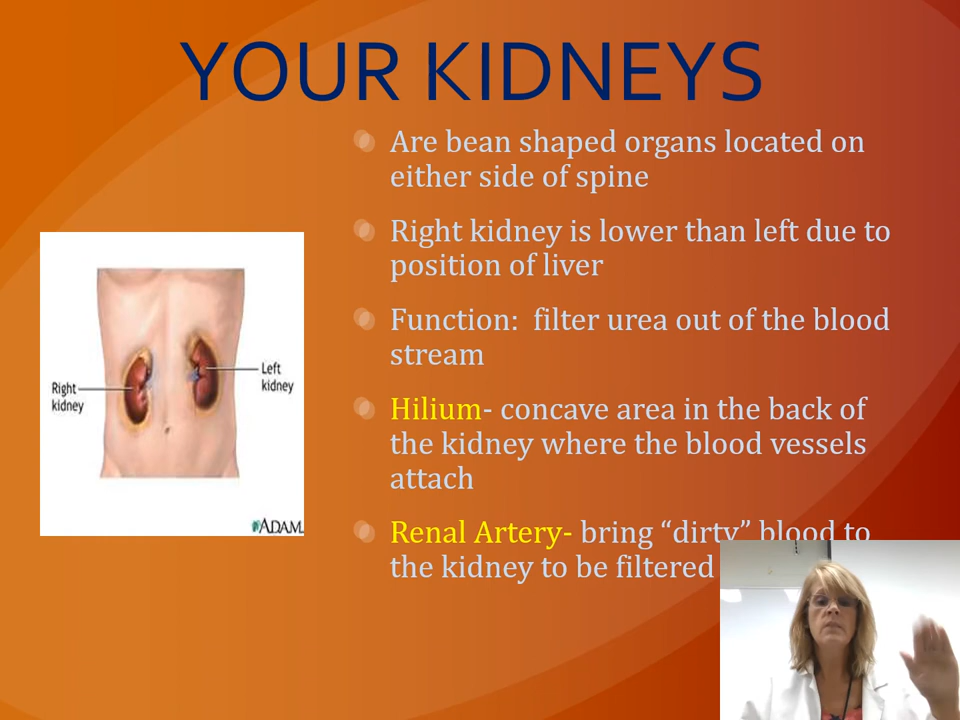 YOUR KIDNEYS
Are bean shaped organs located on
either side of spine
Right kidney is lower than left due to
position of liver
Function:  filter urea out of the blood
stream
Hilium- concave area in the back of
the kidney where the blood vessels
attach
Renal Artery- bring “dirty” blood to
the kidney to be filtered
Right
kidney
Left
kidney
ADAM.